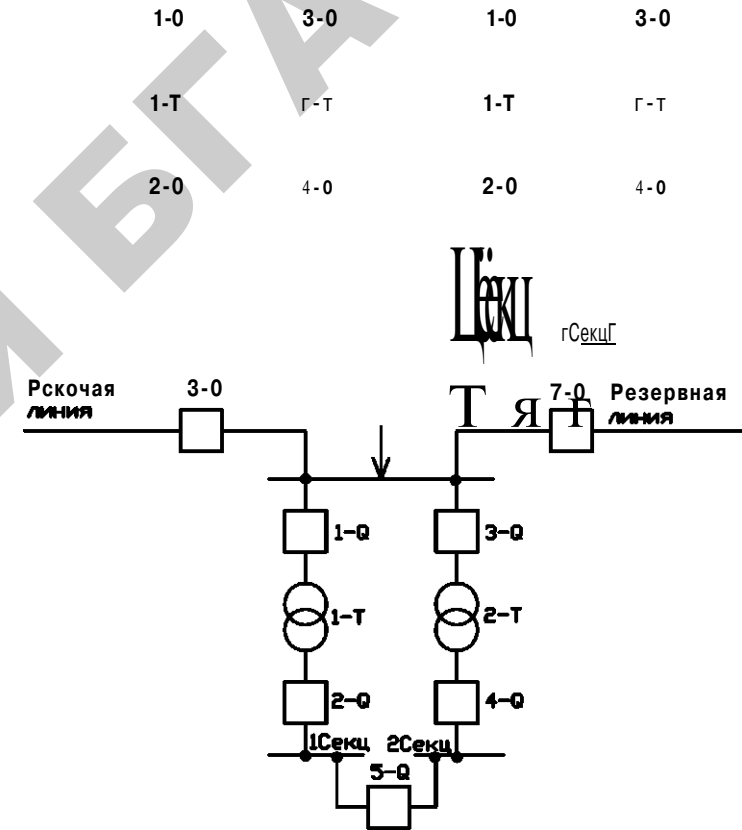 1-0 3-0 1-0 3-0
1-Т г-т 1-Т г-т
2-0 4-0 2-0 4-0
гСекцГ
Рскочая 3-0 7-0 Резервная
линия линия
Т Я Г
1-Q 3-Q
1-Т 2-Т
2-Q 4-Q
1Секц 2Секц
5-Q